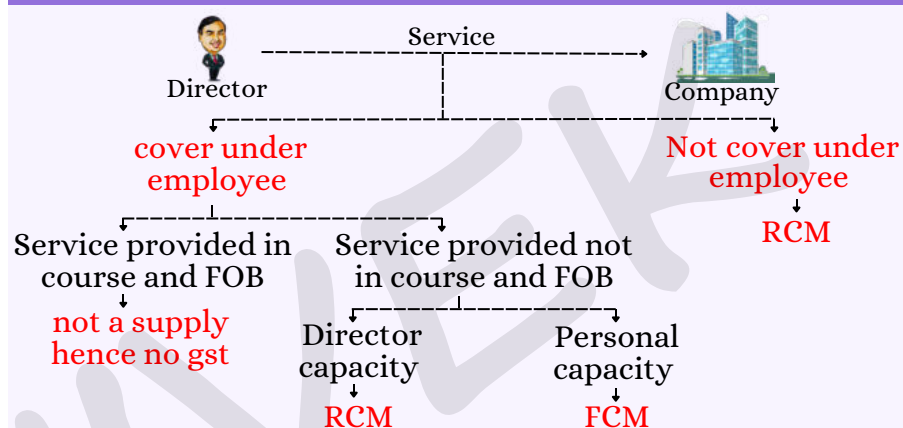 Service
Director
Company
cover under
employee
Not cover under
employee
RCM
Service provided in
course and FOB
Service provided not
in course and FOB
not a supply
hence no gst
Director
capacity
Personal
capacity
RCM
FCM